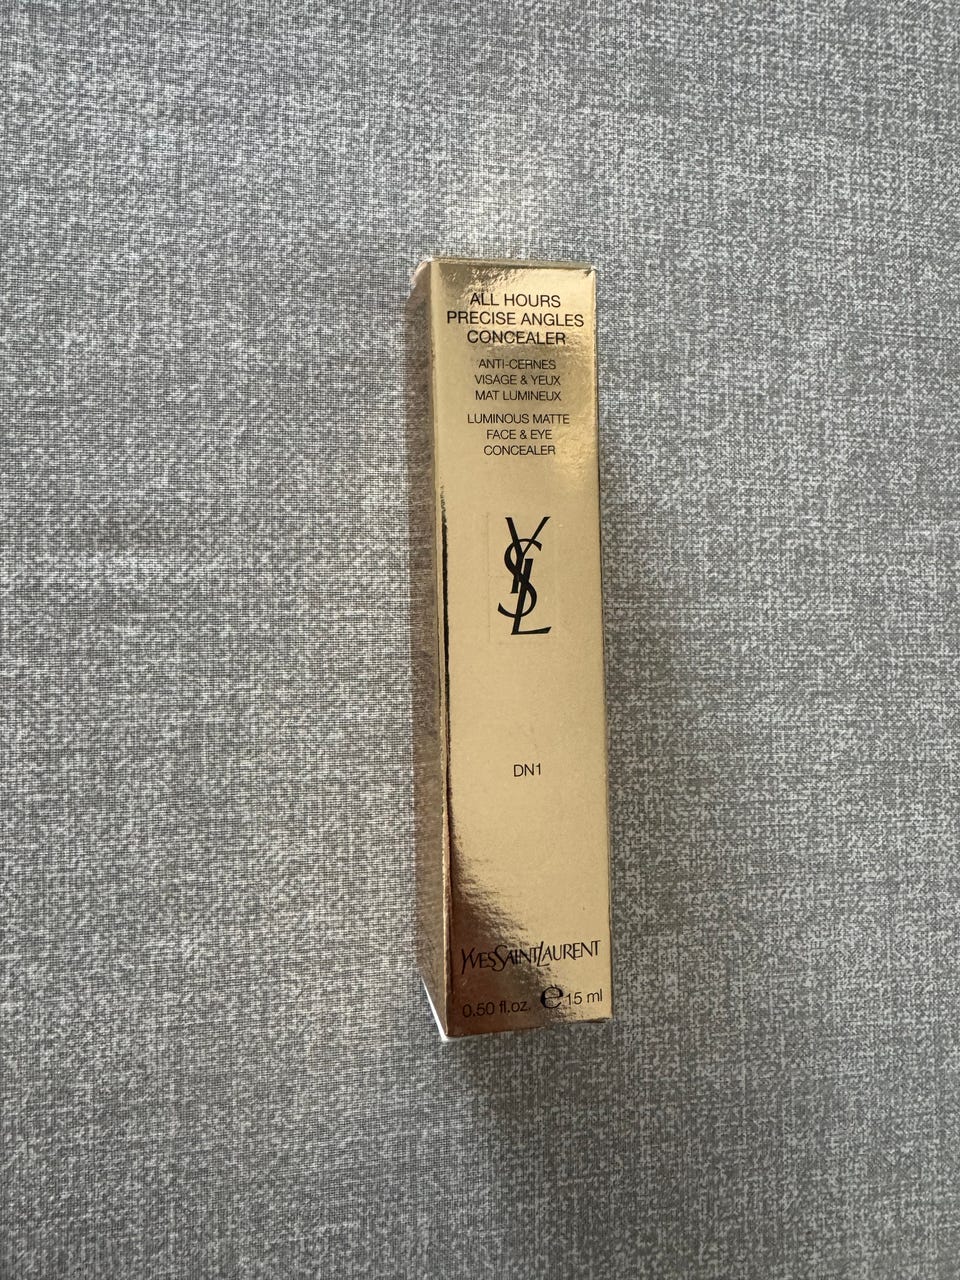 ALL HOURS
PRECISE ANGLES
CONCEALER
ANTI-CERNES
VISAGE & YEUX
MAT LUMINEUX
LUMINOUS MATTE
FACE & EYE
CONCEALER
YSL
DN1
YVESSAINTLAURENT
0.50 fl.oz. ℮ 15 ml